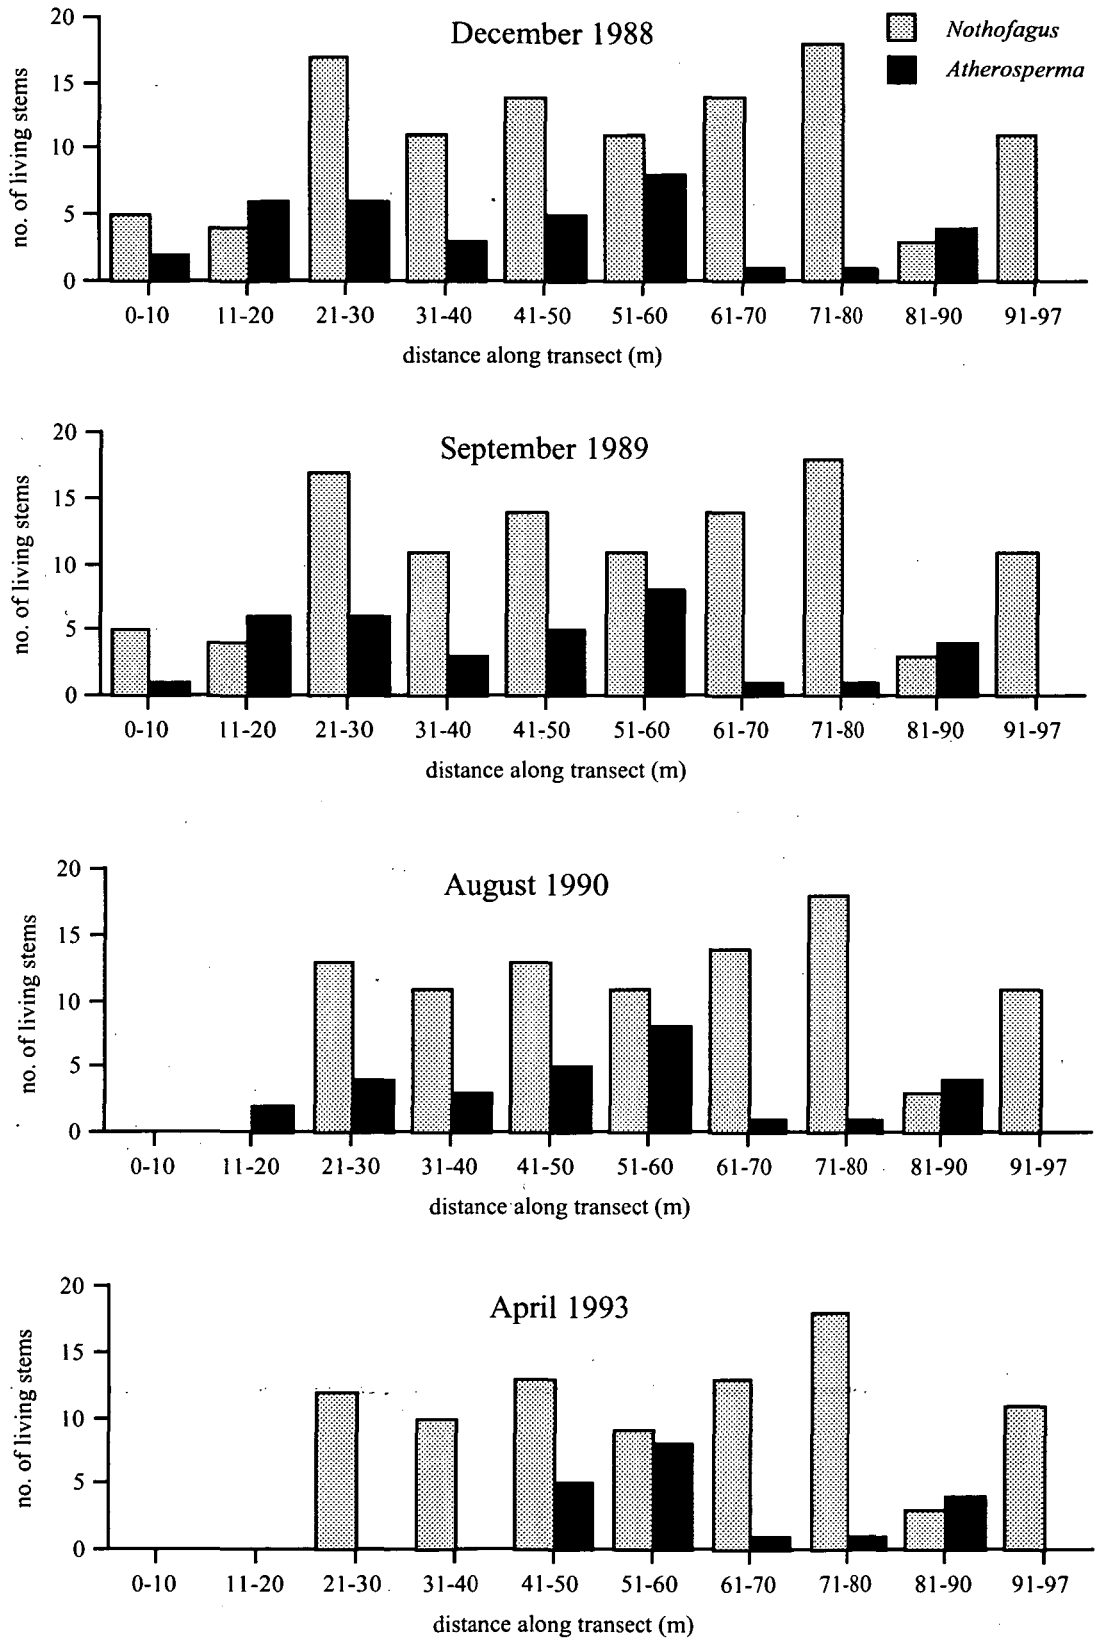 December 1988
Nothofagus
Atherosperma
no. of living stems
20
15
10
5
0
0-10 11-20 21-30 31-40 41-50 51-60 61-70 71-80 81-90 91-97
distance along transect (m)
September 1989
no. of living stems
20
15
10
5
0
0-10 11-20 21-30 31-40 41-50 51-60 61-70 71-80 81-90 91-97
distance along transect (m)
August 1990
no. of living stems
20
15
10
5
0
0-10 11-20 21-30 31-40 41-50 51-60 61-70 71-80 81-90 91-97
distance along transect (m)
April 1993
no. of living stems
20
15
10
5
0
0-10 11-20 21-30 31-40 41-50 51-60 61-70 71-80 81-90 91-97
distance along transect (m)